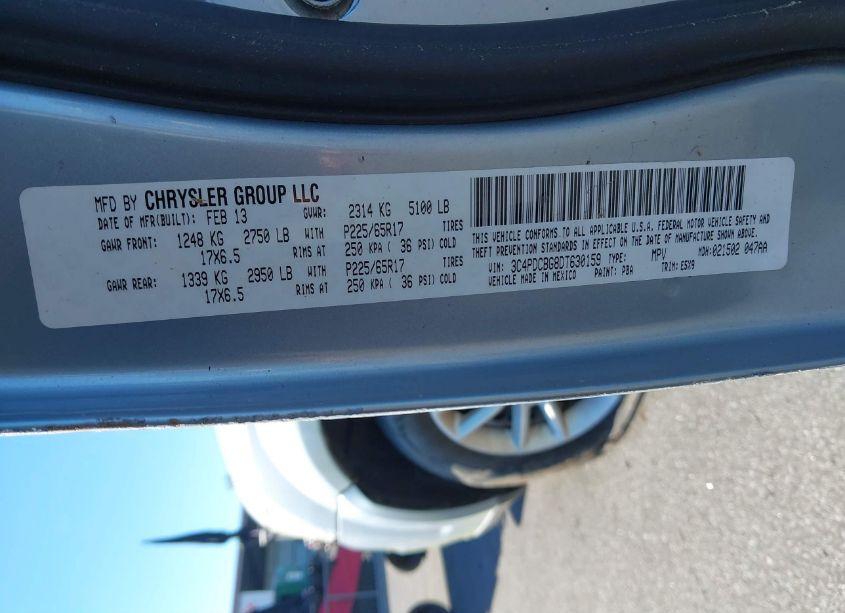 MFD BY CHRYSLER GROUP LLC
DATE OF MFR(BUILT): FEB 13 GVWR: 2314 KG 5100 LB
GAWR FRONT: 1248 KG 2750 LB WITH P225/65R17 TIRES
17X6.5 RIMS AT 250 KPA ( 36 PSI) COLD
GAWR REAR: 1339 KG 2950 LB WITH P225/65R17 TIRES
17X6.5 RIMS AT 250 KPA ( 36 PSI) COLD
THIS VEHICLE CONFORMS TO ALL APPLICABLE U.S.A. FEDERAL MOTOR VEHICLE SAFETY AND
THEFT PREVENTION STANDARDS IN EFFECT ON THE DATE OF MANUFACTURE SHOWN ABOVE.
VIN: 3C4PDCBG8DT630159 TYPE: MPV MDH: 021502 047AA
VEHICLE MADE IN MEXICO PAINT: PBA TRIM: E5X9